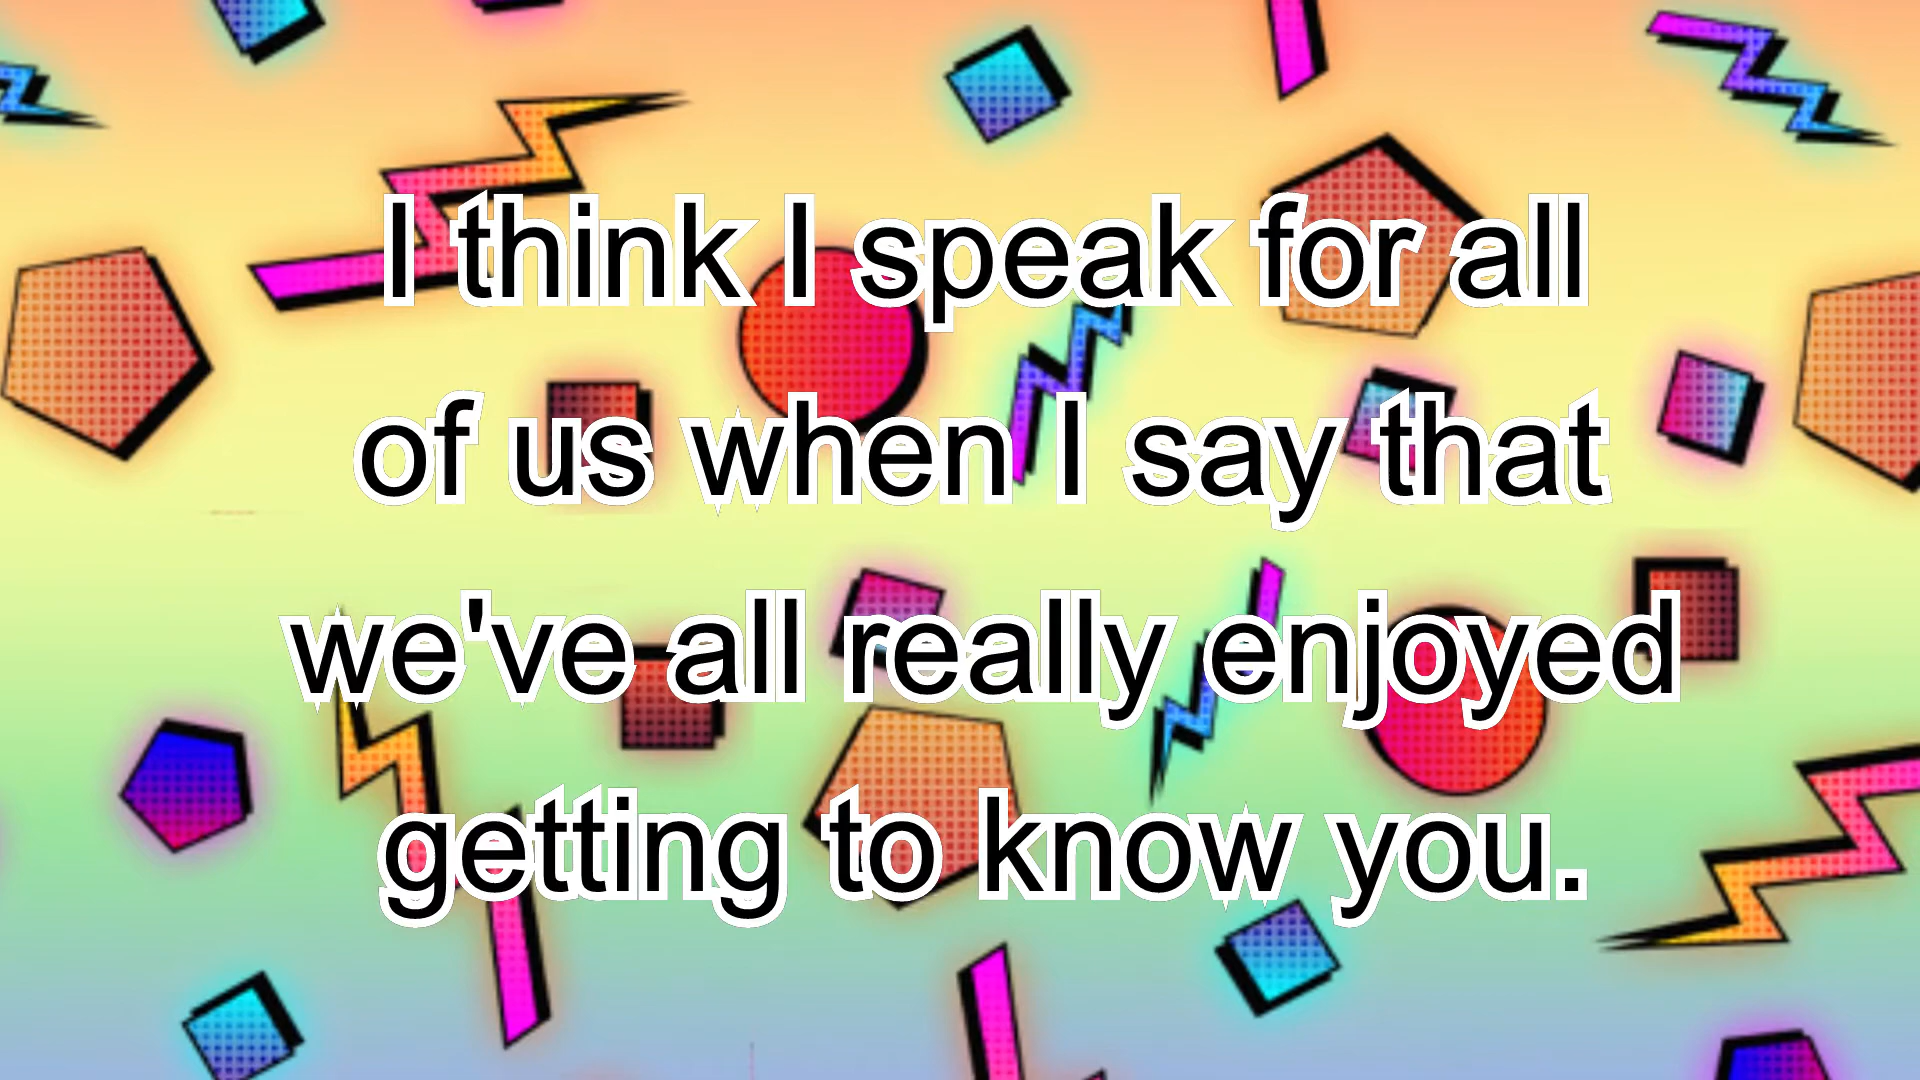 I think I speak for all
of us when I say that
we've all really enjoyed
getting to know you.